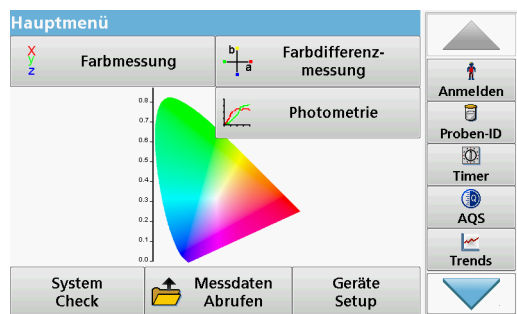 Hauptmenü
X
y
z
Farbmessung
b
a
Farbdifferenz-
messung
Photometrie
0.8
0.7
0.6
0.5
0.4
0.3
0.2
0.1
0.0
System
Check
Messdaten
Abrufen
Geräte
Setup
Anmelden
Proben-ID
Timer
AQS
Trends